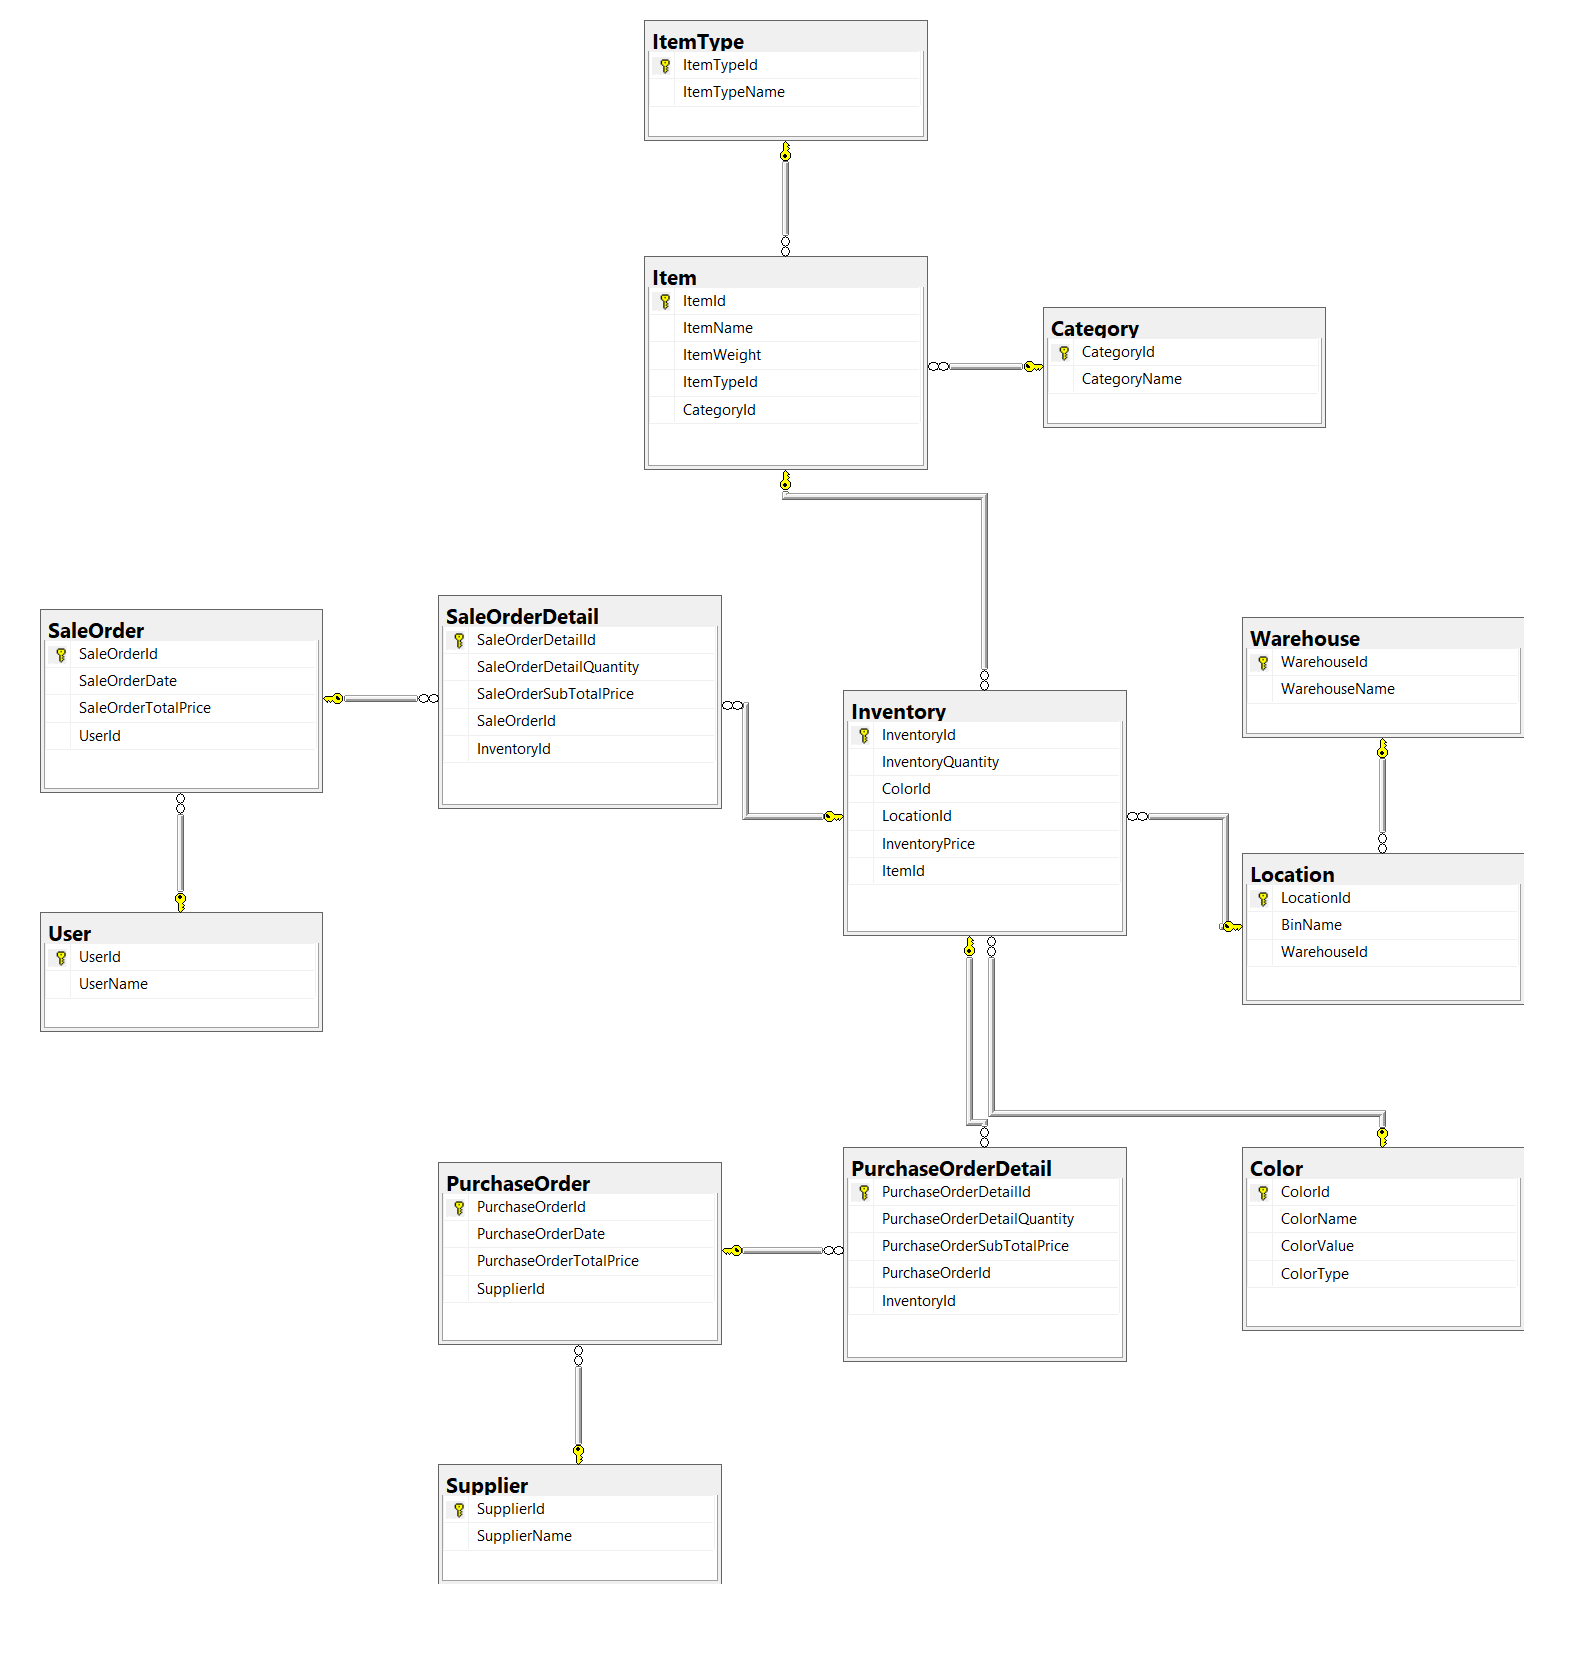 ItemType
ItemTypeId
ItemTypeName
Item
ItemId
ItemName
ItemWeight
ItemTypeId
CategoryId
Category
CategoryId
CategoryName
SaleOrder
SaleOrderId
SaleOrderDate
SaleOrderTotalPrice
UserId
SaleOrderDetail
SaleOrderDetailId
SaleOrderDetailQuantity
SaleOrderSubTotalPrice
SaleOrderId
InventoryId
Inventory
InventoryId
InventoryQuantity
ColorId
LocationId
InventoryPrice
ItemId
Warehouse
WarehouseId
WarehouseName
Location
LocationId
BinName
WarehouseId
User
UserId
UserName
PurchaseOrder
PurchaseOrderId
PurchaseOrderDate
PurchaseOrderTotalPrice
SupplierId
PurchaseOrderDetail
PurchaseOrderDetailId
PurchaseOrderDetailQuantity
PurchaseOrderSubTotalPrice
PurchaseOrderId
InventoryId
Color
ColorId
ColorName
ColorValue
ColorType
Supplier
SupplierId
SupplierName